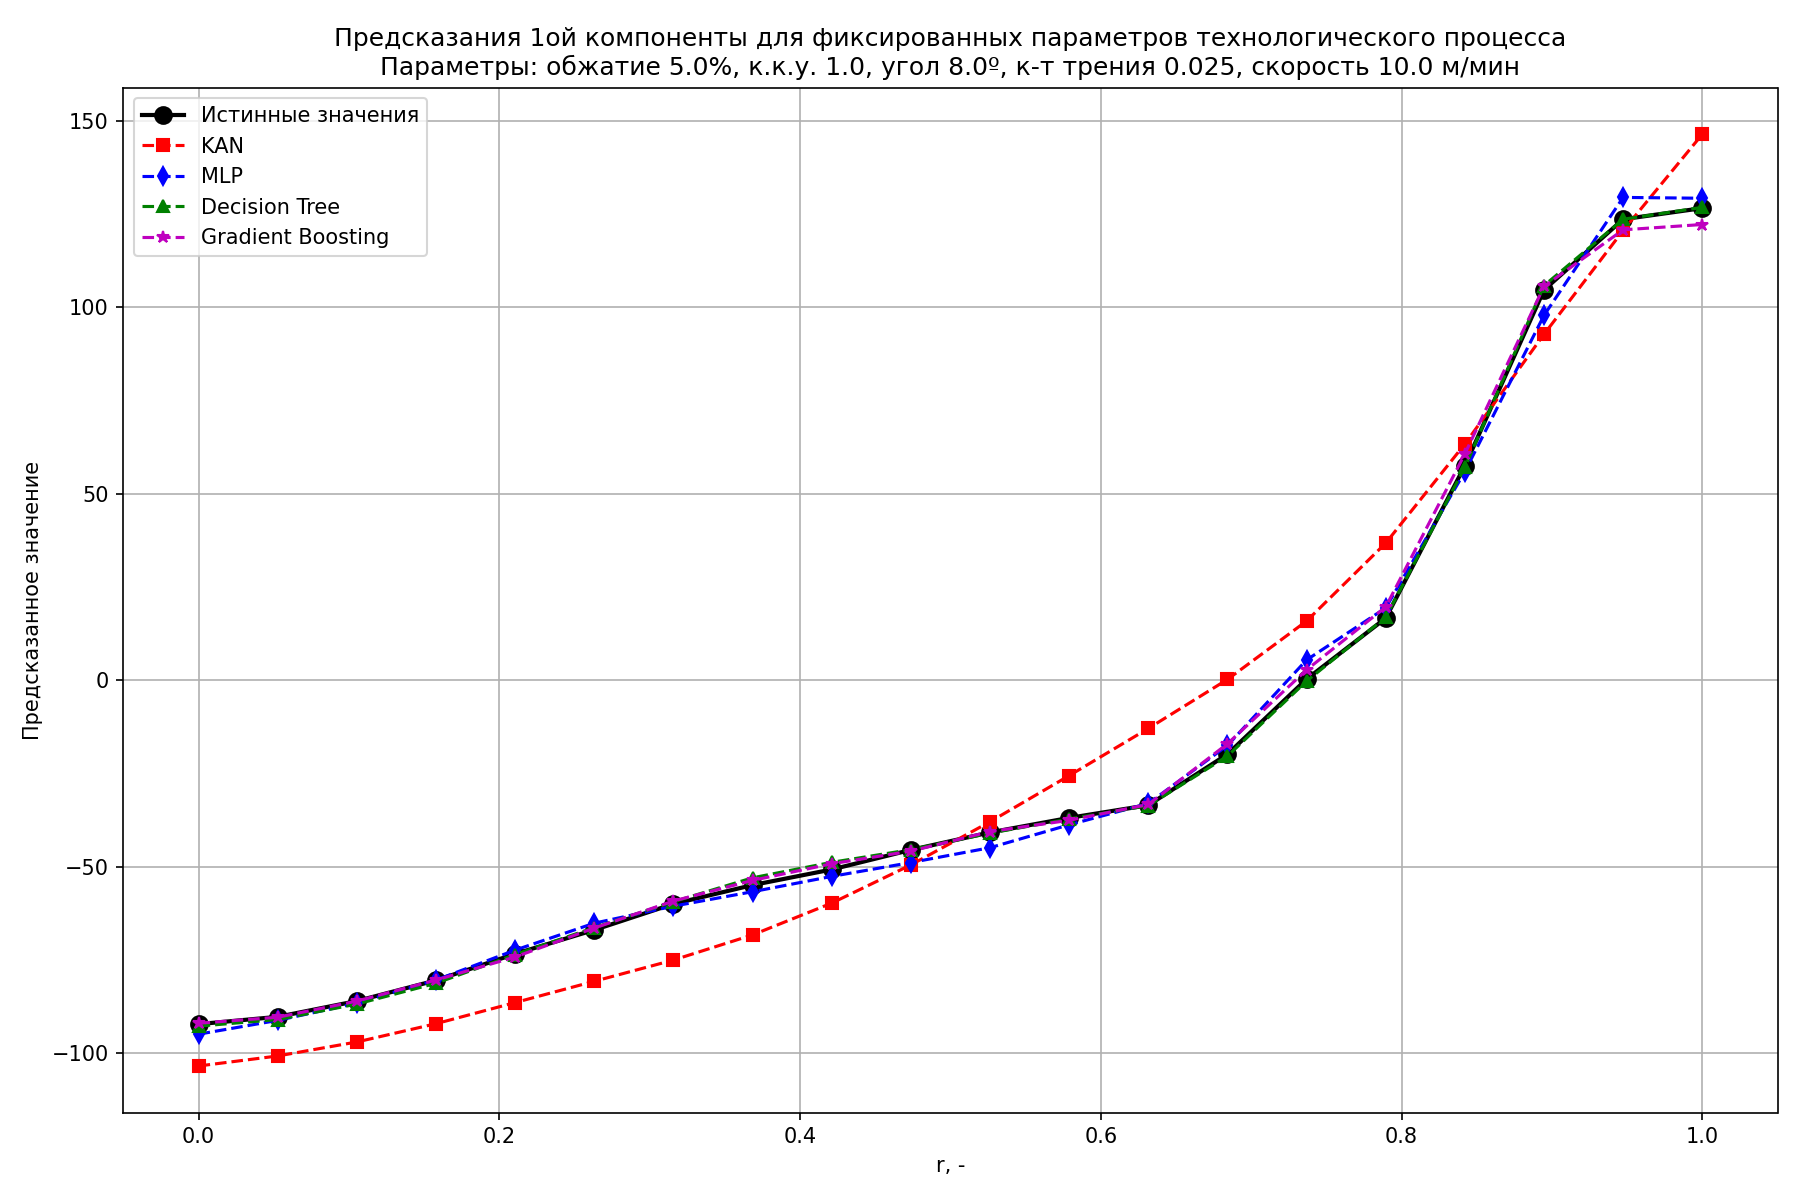 Предсказания 1ой компоненты для фиксированных параметров технологического процесса
Параметры: обжатие 5.0%, к.к.у. 1.0, угол 8.0º, к-т трения 0.025, скорость 10.0 м/мин
Истинные значения
KAN
MLP
Decision Tree
Gradient Boosting
150
100
50
0
−50
−100
Предсказанное значение
0.0
0.2
0.4
0.6
0.8
1.0
r, -